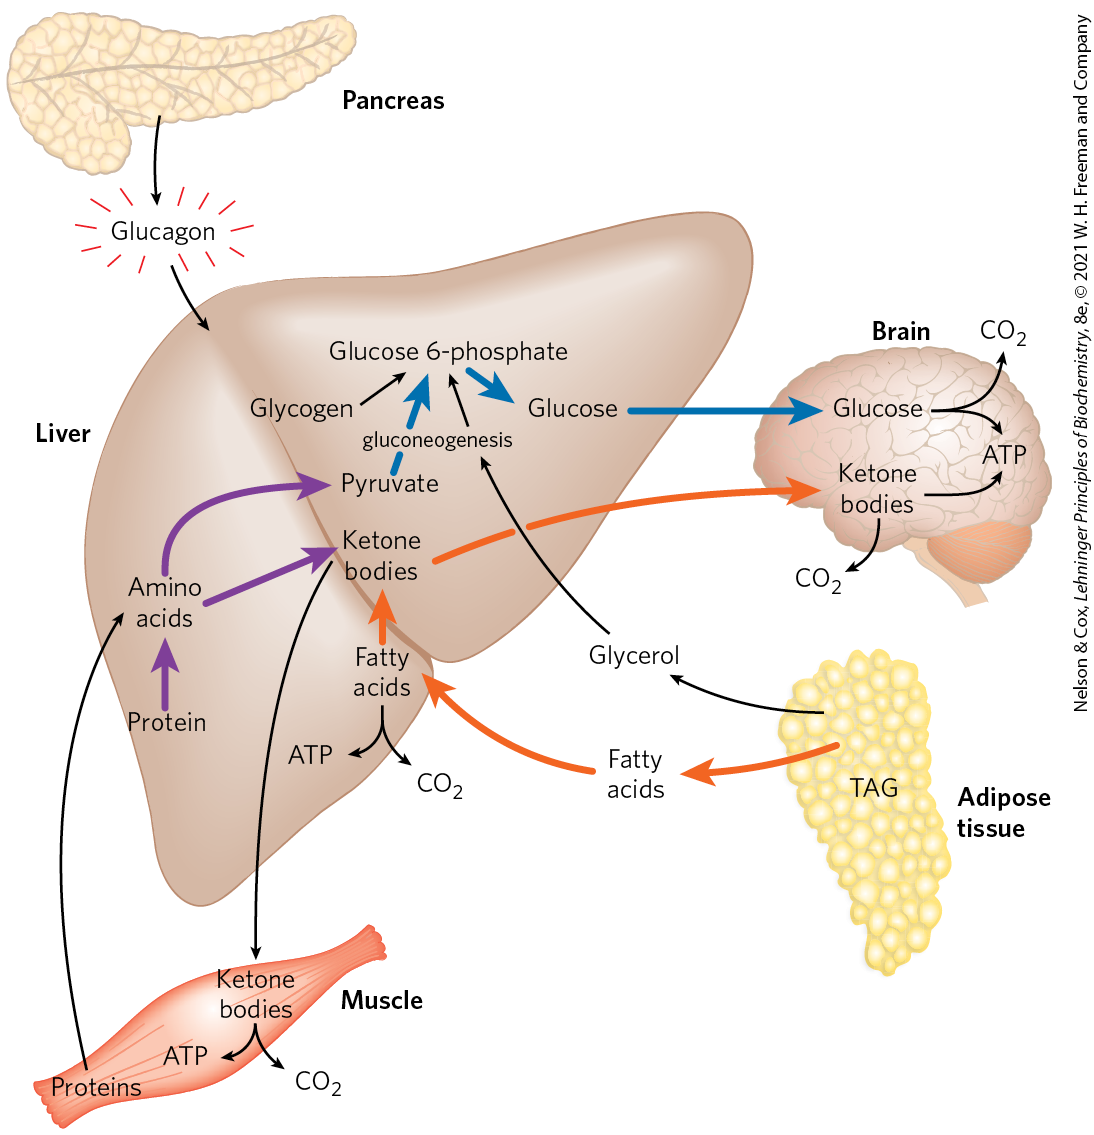 Pancreas
Glucagon
Liver
Glucose 6-phosphate
Glycogen
Glucose
gluconeogenesis
Pyruvate
Ketone
bodies
Amino
acids
Protein
Fatty
acids
ATP
CO2
Brain
CO2
Glucose
ATP
Ketone
bodies
CO2
Glycerol
Fatty
acids
TAG
Adipose
tissue
Ketone
bodies
Muscle
ATP
CO2
Proteins
Nelson & Cox, Lehninger Principles of Biochemistry, 8e, © 2021 W. H. Freeman and Company